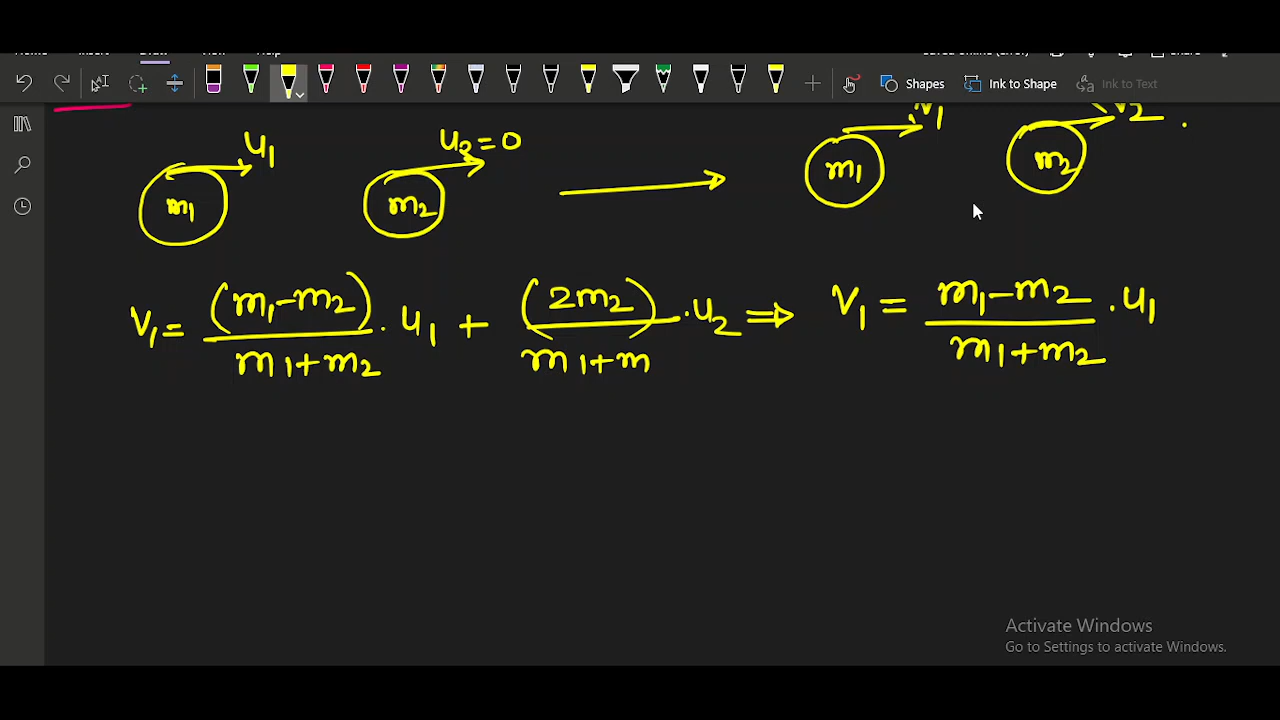 Shapes Ink to Shape Ink to Text
u1 u2=0 v1 v2 .
m1 m2 m1 m2
v1= (m1-m2)/(m1+m2) . u1 + (2m2)/(m1+m) . u2 ⇒ v1 = (m1-m2)/(m1+m2) . u1
Activate Windows
Go to Settings to activate Windows.